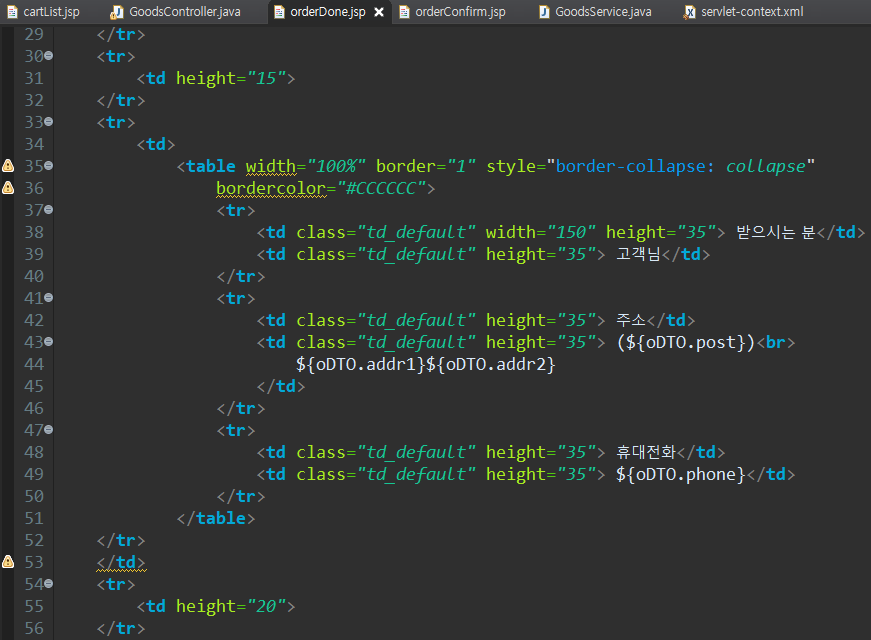 cartList.jsp GoodsController.java orderDone.jsp orderConfirm.jsp GoodsService.java servlet-context.xml
29 </tr>
30 <tr>
31 <td height="15">
32 </tr>
33 <tr>
34 <td>
35 <table width="100%" border="1" style="border-collapse: collapse"
36 bordercolor="#CCCCCC">
37 <tr>
38 <td class="td_default" width="150" height="35"> 받으시는 분</td>
39 <td class="td_default" height="35"> 고객님</td>
40 </tr>
41 <tr>
42 <td class="td_default" height="35"> 주소</td>
43 <td class="td_default" height="35"> (${oDTO.post})<br>
44 ${oDTO.addr1}${oDTO.addr2}
45 </td>
46 </tr>
47 <tr>
48 <td class="td_default" height="35"> 휴대전화</td>
49 <td class="td_default" height="35"> ${oDTO.phone}</td>
50 </tr>
51 </table>
52 </tr>
53 </td>
54 <tr>
55 <td height="20">
56 </tr>